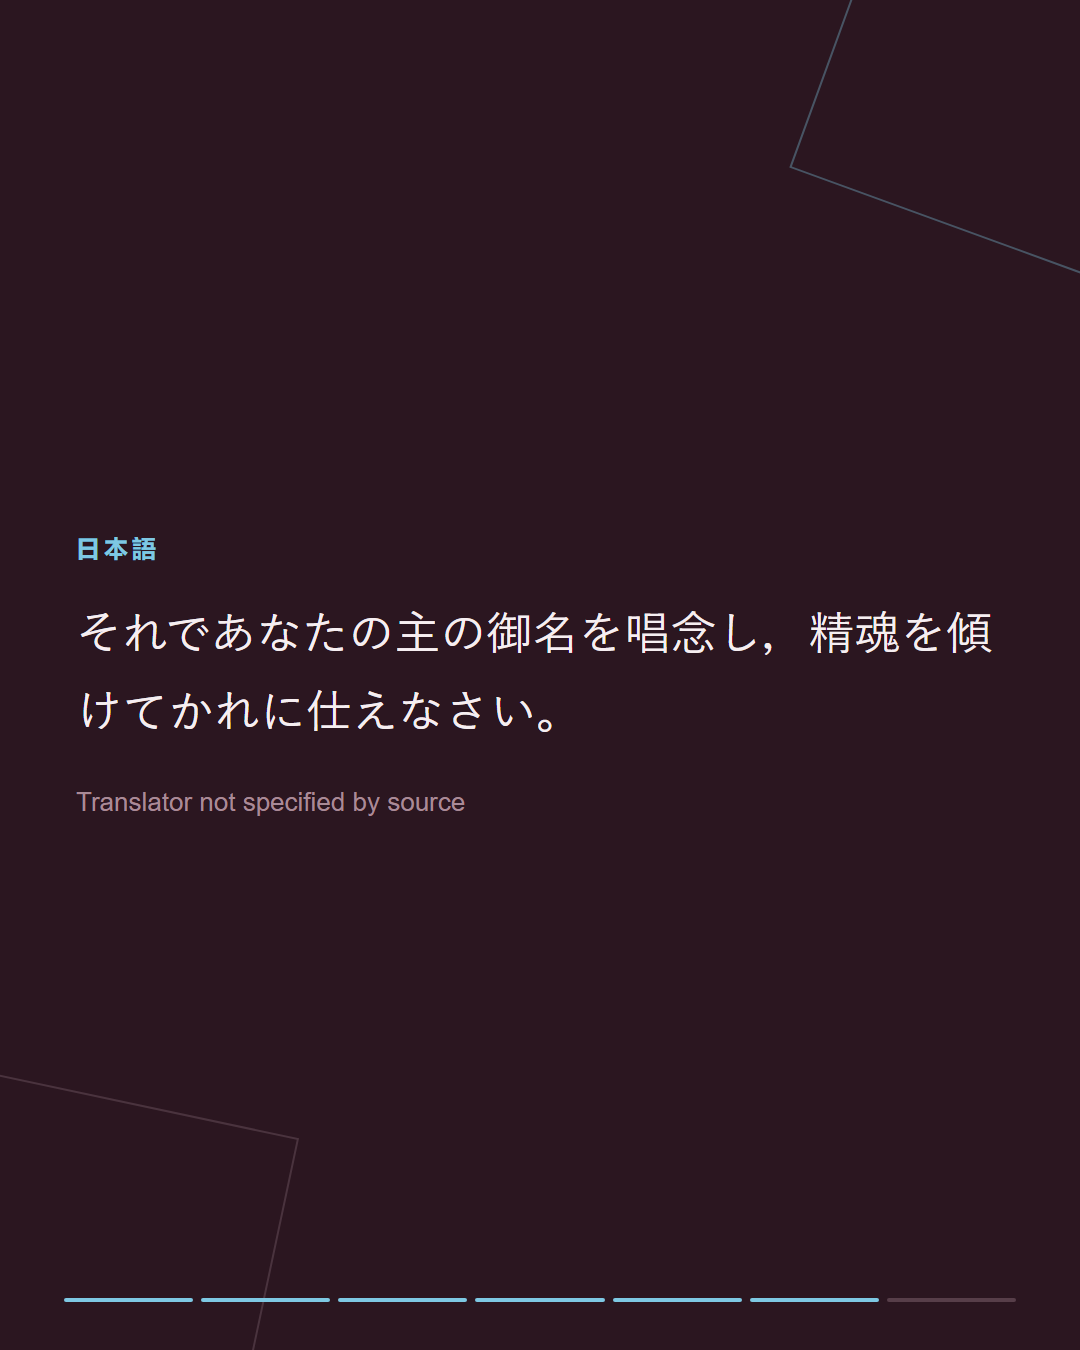 日本語
それであなたの主の御名を唱念し，精魂を傾
けてかれに仕えなさい。
Translator not specified by source